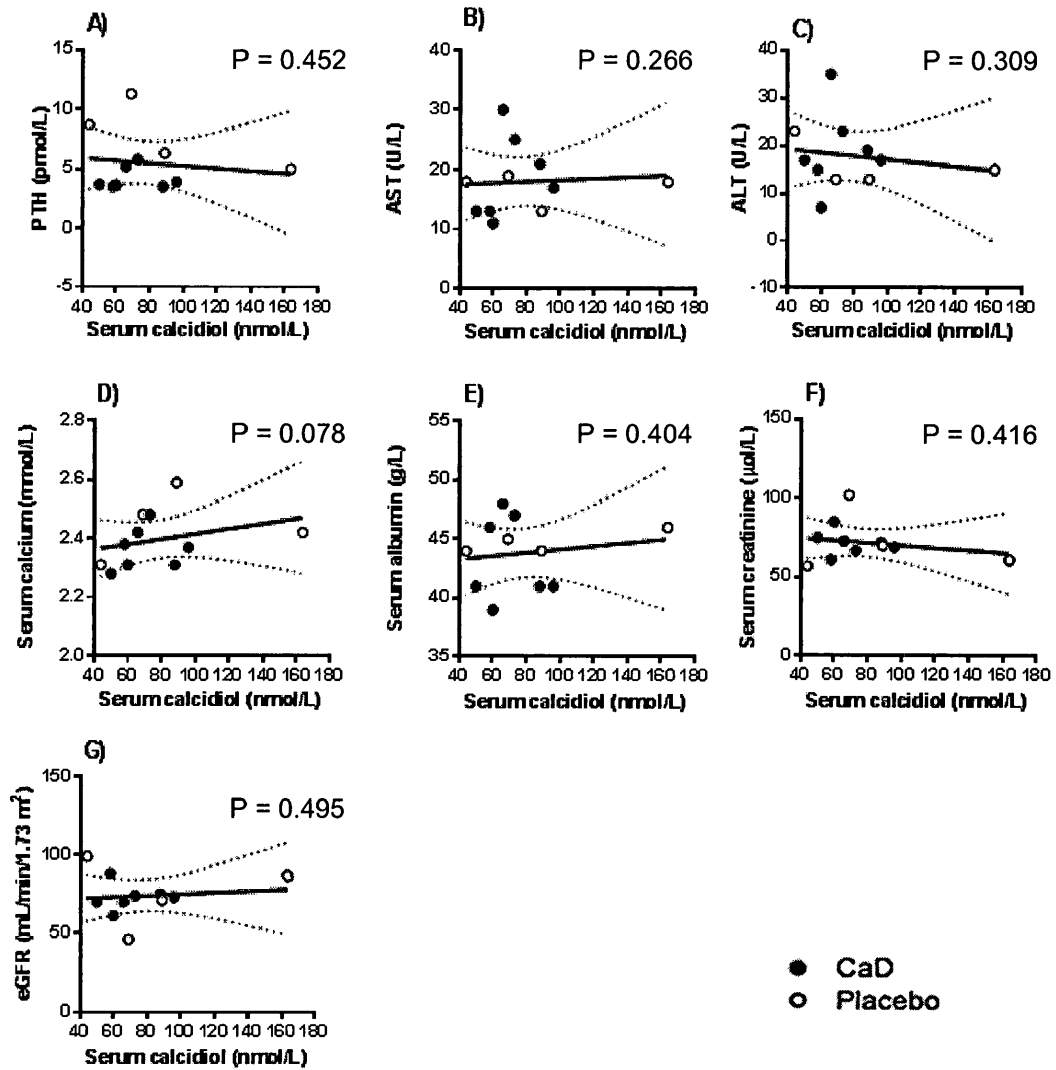 A)
P = 0.452
PTH (pmol/L)
15
10
5
0
-5
40 60 80 100 120 140 160 180
Serum calcidiol (nmol/L)
B)
P = 0.266
AST (U/L)
40
30
20
10
0
40 60 80 100 120 140 160 180
Serum calcidiol (nmol/L)
C)
P = 0.309
ALT (U/L)
40
30
20
10
0
-10
40 60 80 100 120 140 160 180
Serum calcidiol (nmol/L)
D)
P = 0.078
Serum calcium (mmol/L)
2.8
2.6
2.4
2.2
2.0
40 60 80 100 120 140 160 180
Serum calcidiol (nmol/L)
E)
P = 0.404
Serum albumin (g/L)
55
50
45
40
35
40 60 80 100 120 140 160 180
Serum calcidiol (nmol/L)
F)
P = 0.416
Serum creatinine (µol/L)
150
100
50
0
40 60 80 100 120 140 160 180
Serum calcidiol (nmol/L)
G)
P = 0.495
eGFR (mL/min/1.73 m²)
150
100
50
0
40 60 80 100 120 140 160 180
Serum calcidiol (nmol/L)
CaD
Placebo